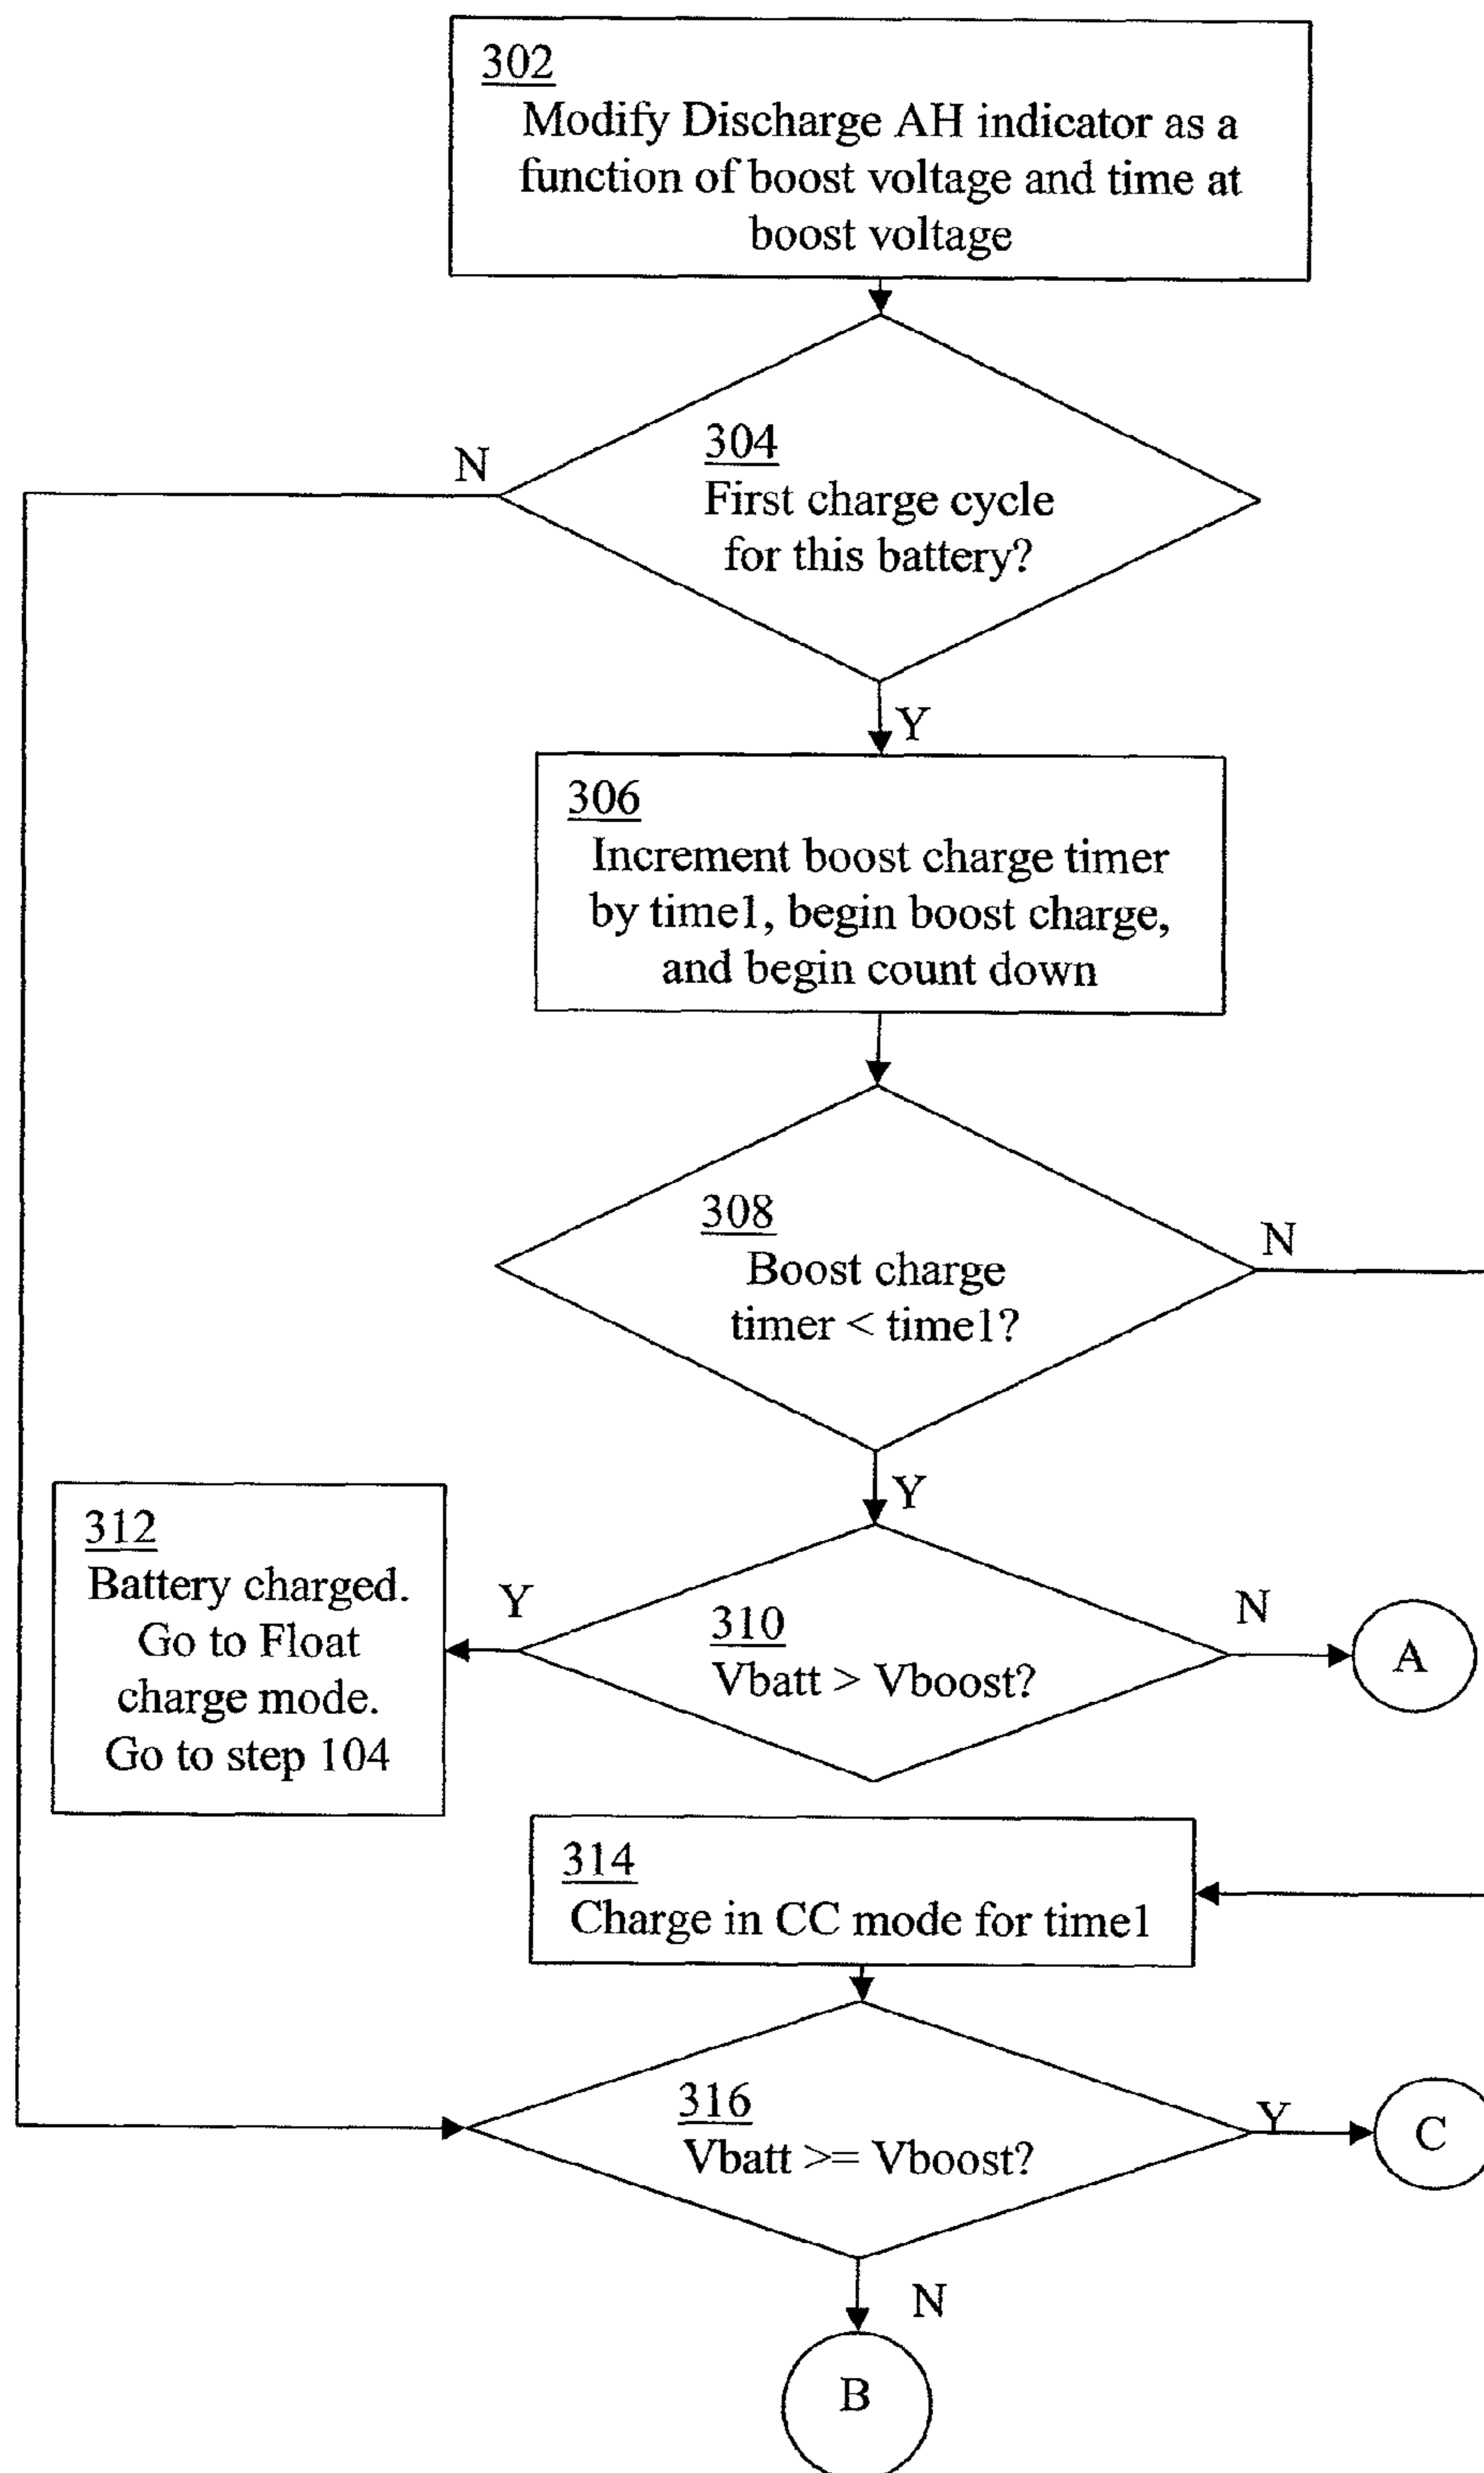 302
Modify Discharge AH indicator as a
function of boost voltage and time at
boost voltage
304
First charge cycle
for this battery?
N
Y
306
Increment boost charge timer
by time1, begin boost charge,
and begin count down
308
Boost charge
timer < time1?
N
Y
312
Battery charged.
Go to Float
charge mode.
Go to step 104
Y
310
Vbatt > Vboost?
N
A
314
Charge in CC mode for time1
316
Vbatt >= Vboost?
Y
C
N
B